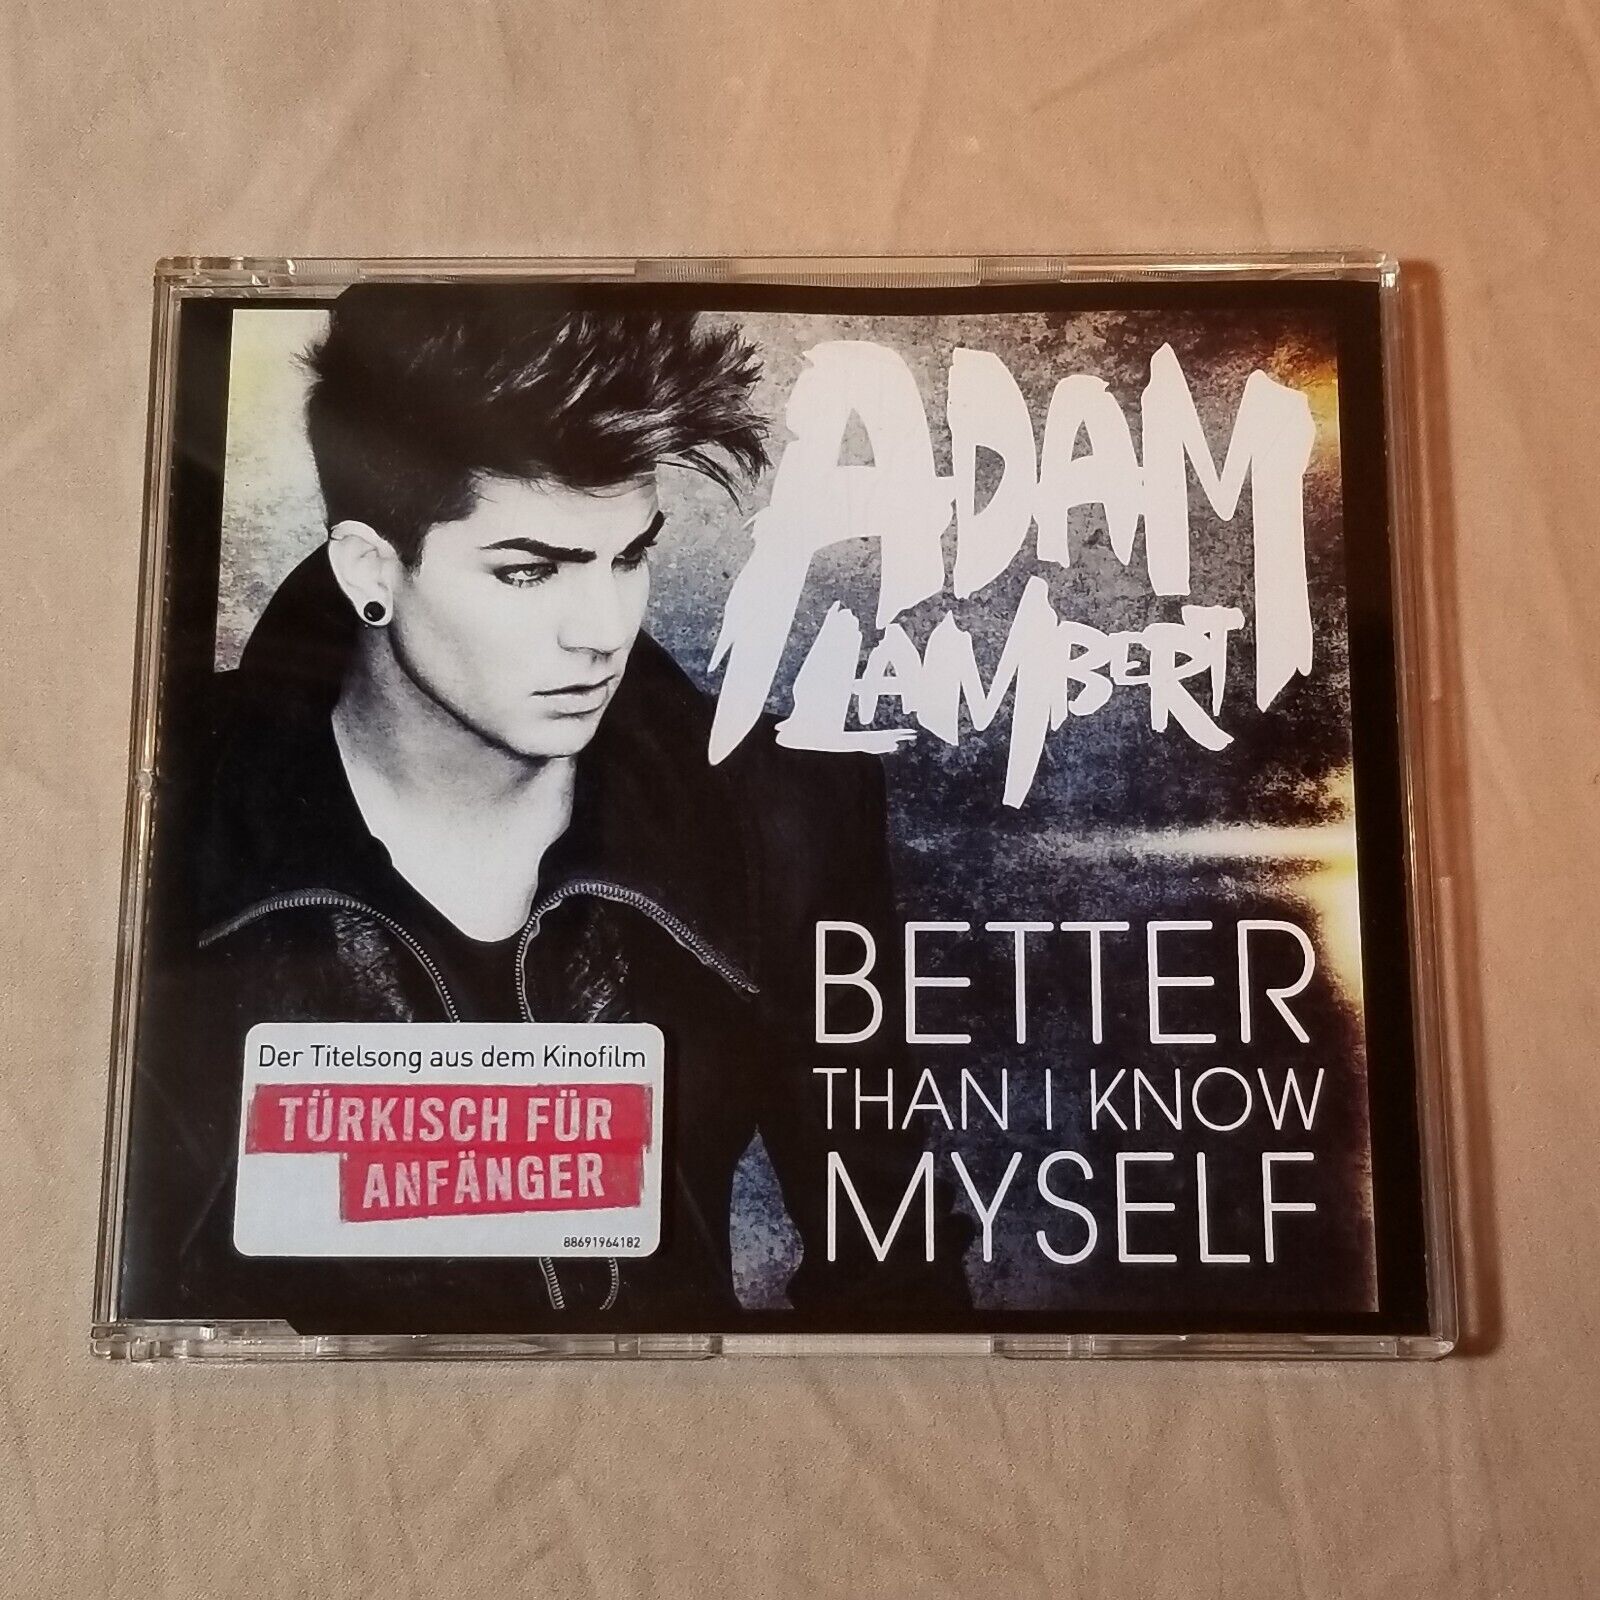 ADAM
LAMBERT
BETTER
THAN I KNOW
MYSELF
Der Titelsong aus dem Kinofilm
TÜRKISCH FÜR
ANFÄNGER
88691964182